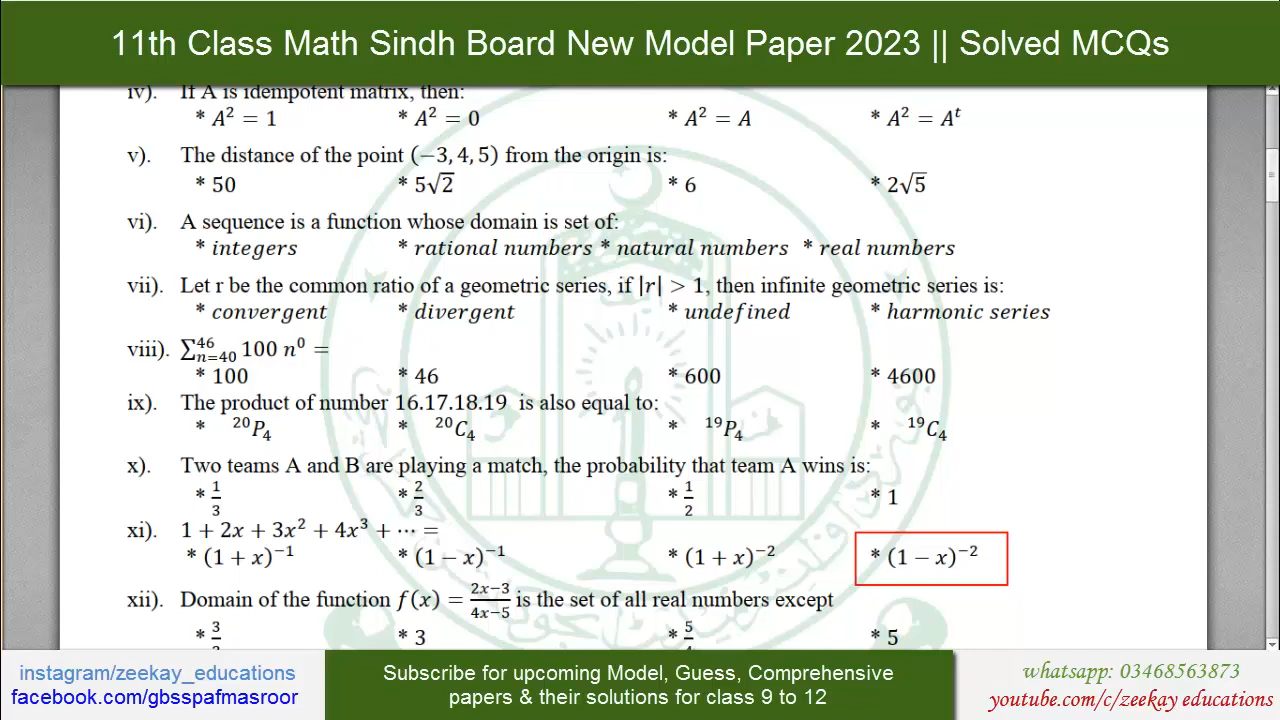 11th Class Math Sindh Board New Model Paper 2023 || Solved MCQs
iv). If A is idempotent matrix, then:
* A² = 1 * A² = 0 * A² = A * A² = Aᵗ
v). The distance of the point (−3, 4, 5) from the origin is:
* 50 * 5√2 * 6 * 2√5
vi). A sequence is a function whose domain is set of:
* integers * rational numbers * natural numbers * real numbers
vii). Let r be the common ratio of a geometric series, if |r| > 1, then infinite geometric series is:
* convergent * divergent * undefined * harmonic series
viii). ∑_{n=40}^{46} 100 n⁰ =
* 100 * 46 * 600 * 4600
ix). The product of number 16.17.18.19 is also equal to:
* ²⁰P₄ * ²⁰C₄ * ¹⁹P₄ * ¹⁹C₄
x). Two teams A and B are playing a match, the probability that team A wins is:
* 1/3 * 2/3 * 1/2 * 1
xi). 1 + 2x + 3x² + 4x³ + ⋯ =
* (1 + x)⁻¹ * (1 − x)⁻¹ * (1 + x)⁻² * (1 − x)⁻²
xii). Domain of the function f(x) = (2x−3)/(4x−5) is the set of all real numbers except
* 3 * 3 * 5 * 5
instagram/zeekay_educations
facebook.com/gbsspafmasroor
Subscribe for upcoming Model, Guess, Comprehensive
papers & their solutions for class 9 to 12
whatsapp: 03468563873
youtube.com/c/zeekay educations